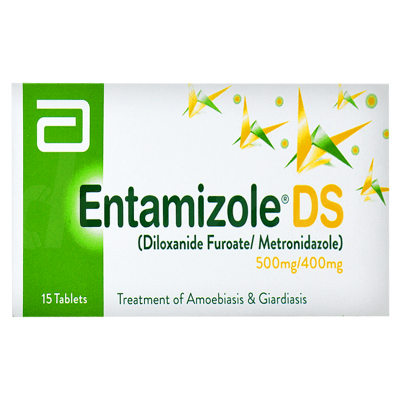 Entamizole® DS
(Diloxanide Furoate/ Metronidazole)
500mg/400mg
15 Tablets
Treatment of Amoebiasis & Giardiasis